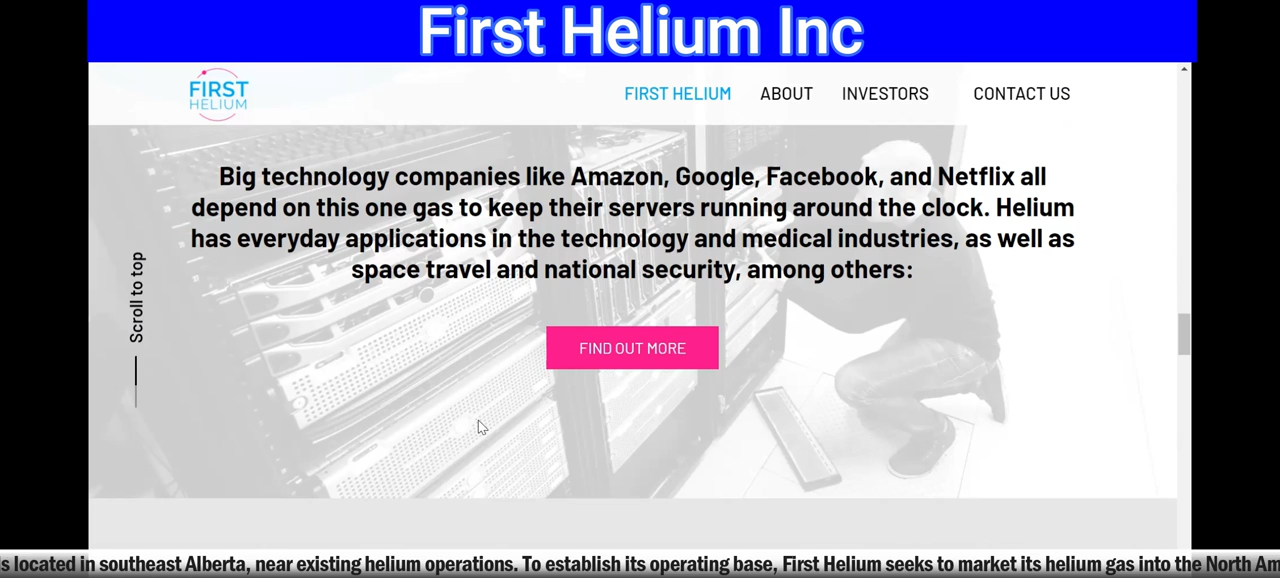 First Helium Inc
FIRST
HELIUM
FIRST HELIUM
ABOUT
INVESTORS
CONTACT US
Big technology companies like Amazon, Google, Facebook, and Netflix all
depend on this one gas to keep their servers running around the clock. Helium
has everyday applications in the technology and medical industries, as well as
space travel and national security, among others:
Scroll to top
FIND OUT MORE
located in southeast Alberta, near existing helium operations. To establish its operating base, First Helium seeks to market its helium gas into the North